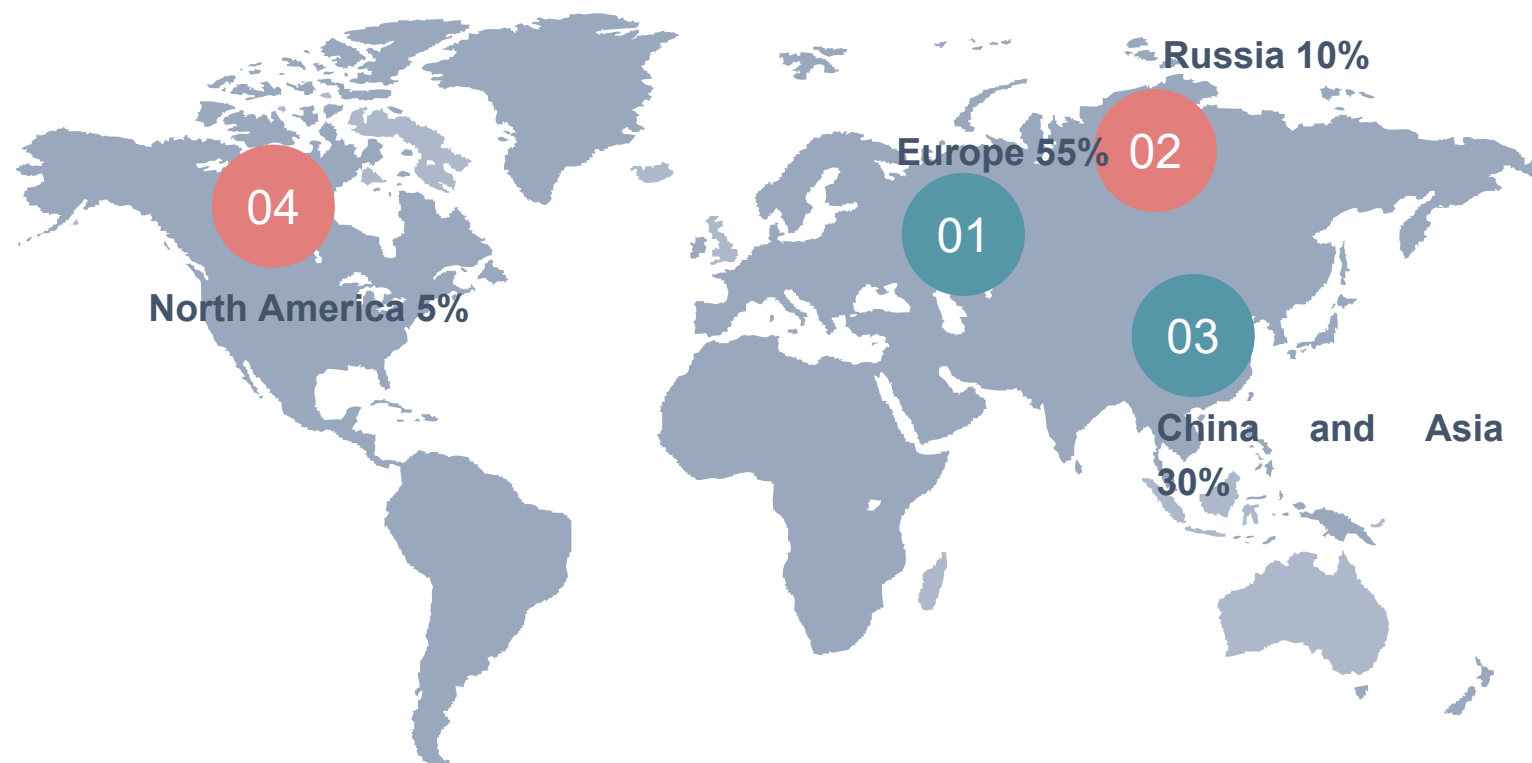 Russia 10%
Europe 55%
02
04
01
North America 5%
03
China and Asia
30%